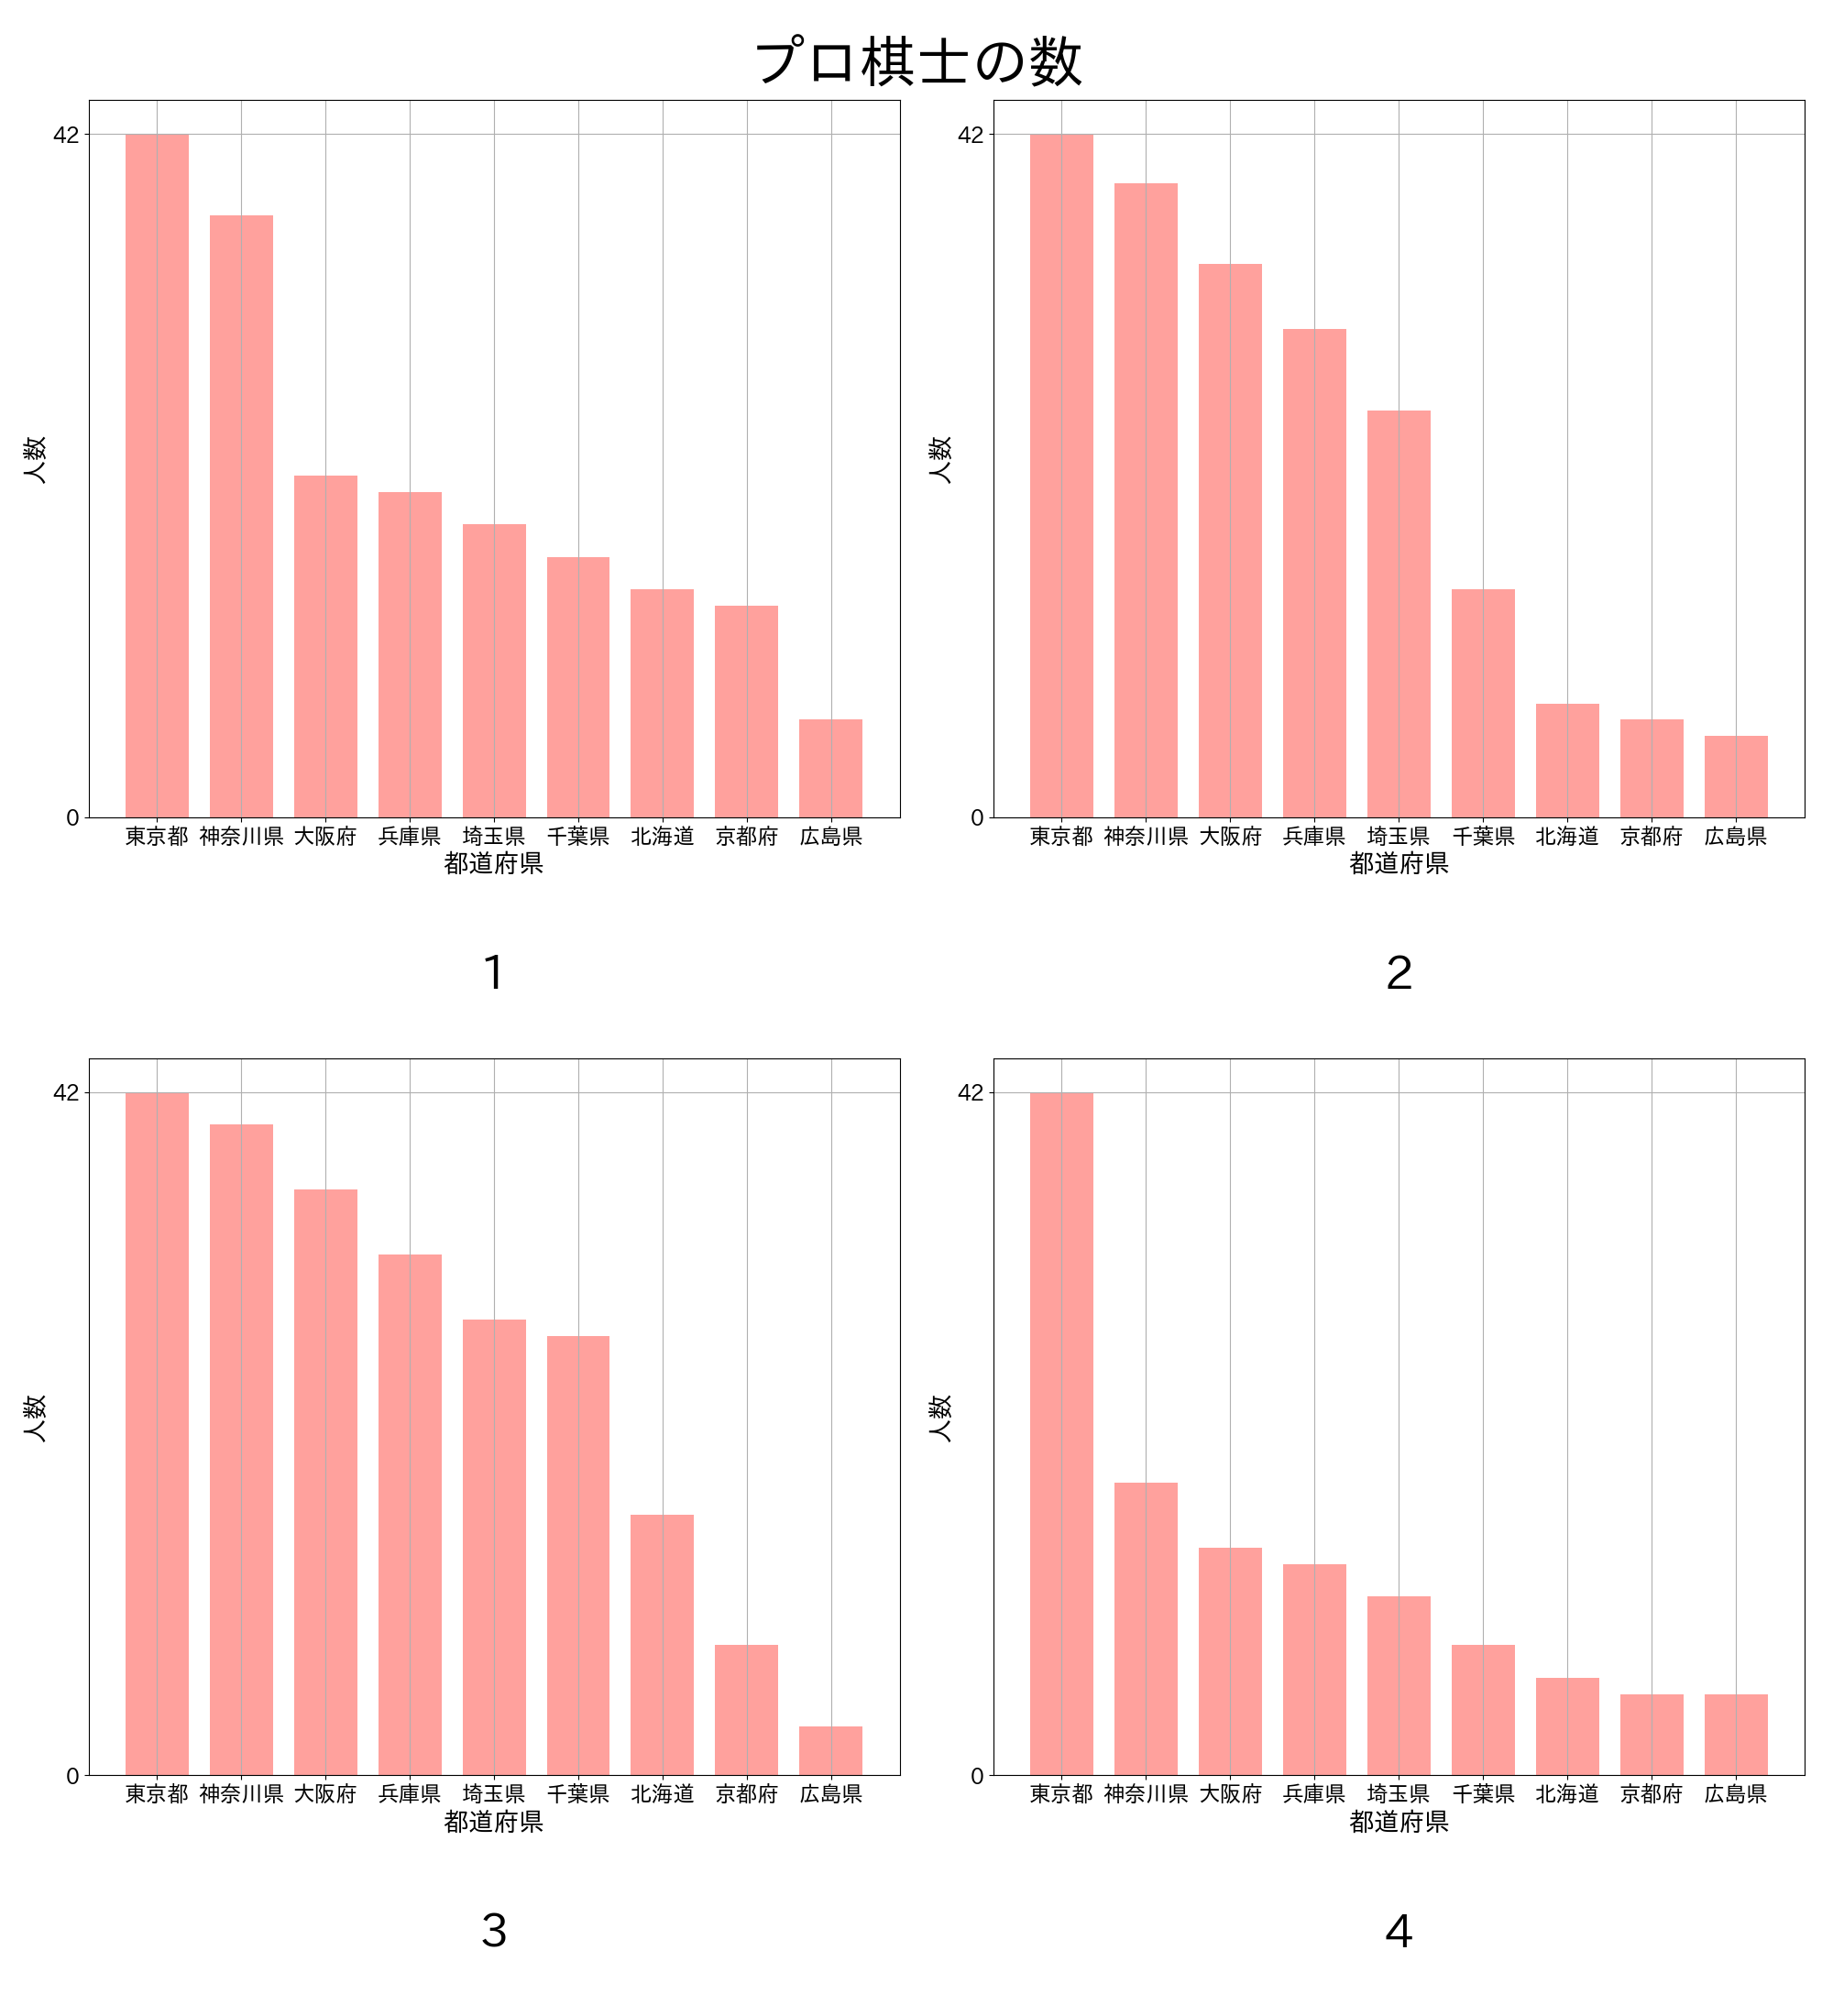 プロ棋士の数
42
0
人数
東京都 神奈川県 大阪府 兵庫県 埼玉県 千葉県 北海道 京都府 広島県
都道府県
1
42
0
人数
東京都 神奈川県 大阪府 兵庫県 埼玉県 千葉県 北海道 京都府 広島県
都道府県
2
42
0
人数
東京都 神奈川県 大阪府 兵庫県 埼玉県 千葉県 北海道 京都府 広島県
都道府県
3
42
0
人数
東京都 神奈川県 大阪府 兵庫県 埼玉県 千葉県 北海道 京都府 広島県
都道府県
4